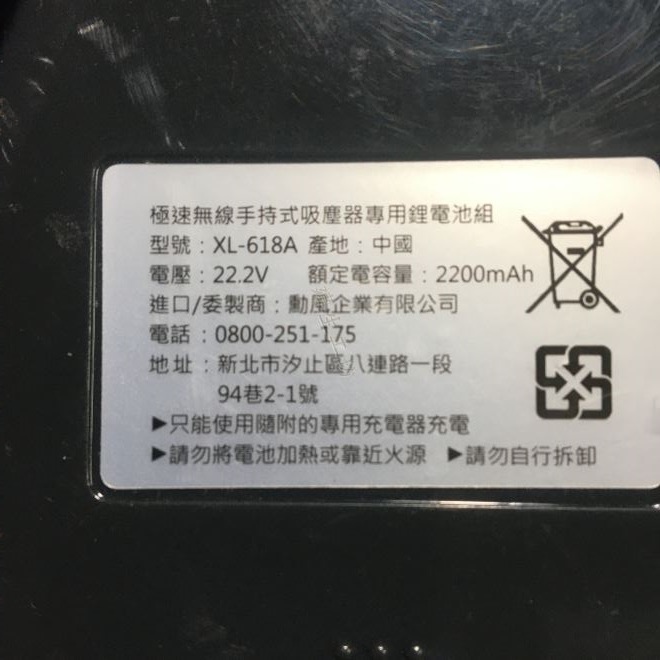 極速無線手持式吸塵器專用鋰電池組
型號：XL-618A 產地：中國
電壓：22.2V 額定電容量：2200mAh
進口/委製商：勳風企業有限公司
電話：0800-251-175
地址：新北市汐止區八連路一段
94巷2-1號
▶只能使用隨附的專用充電器充電
▶請勿將電池加熱或靠近火源 ▶請勿自行拆卸